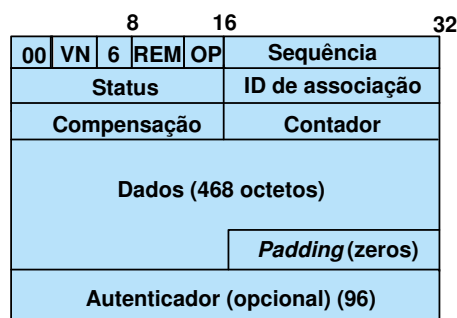 8 16 32
00 VN 6 REM OP Sequência
Status ID de associação
Compensação Contador
Dados (468 octetos)
Padding (zeros)
Autenticador (opcional) (96)